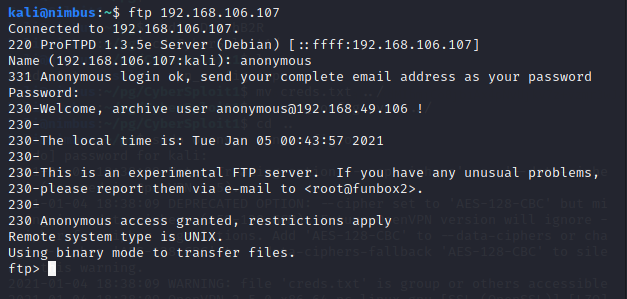 kali@nimbus:~$ ftp 192.168.106.107
Connected to 192.168.106.107.
220 ProFTPD 1.3.5e Server (Debian) [::ffff:192.168.106.107]
Name (192.168.106.107:kali): anonymous
331 Anonymous login ok, send your complete email address as your password
Password:
230-Welcome, archive user anonymous@192.168.49.106 !
230-
230-The local time is: Tue Jan 05 00:43:57 2021
230-
230-This is an experimental FTP server.  If you have any unusual problems,
230-please report them via e-mail to <root@funbox2>.
230-
230 Anonymous access granted, restrictions apply
Remote system type is UNIX.
Using binary mode to transfer files.
ftp>